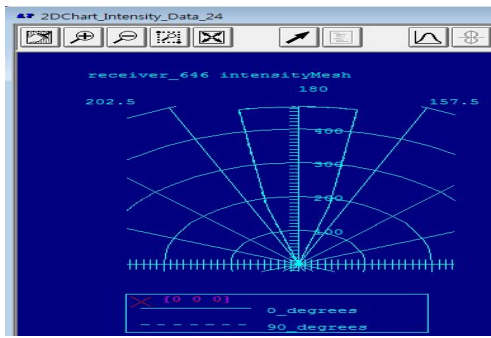 2DChart_Intensity_Data_24
receiver_646 intensityMesh
180
202.5
157.5
400
300
200
100
[0 0 0]
0_degrees
90_degrees